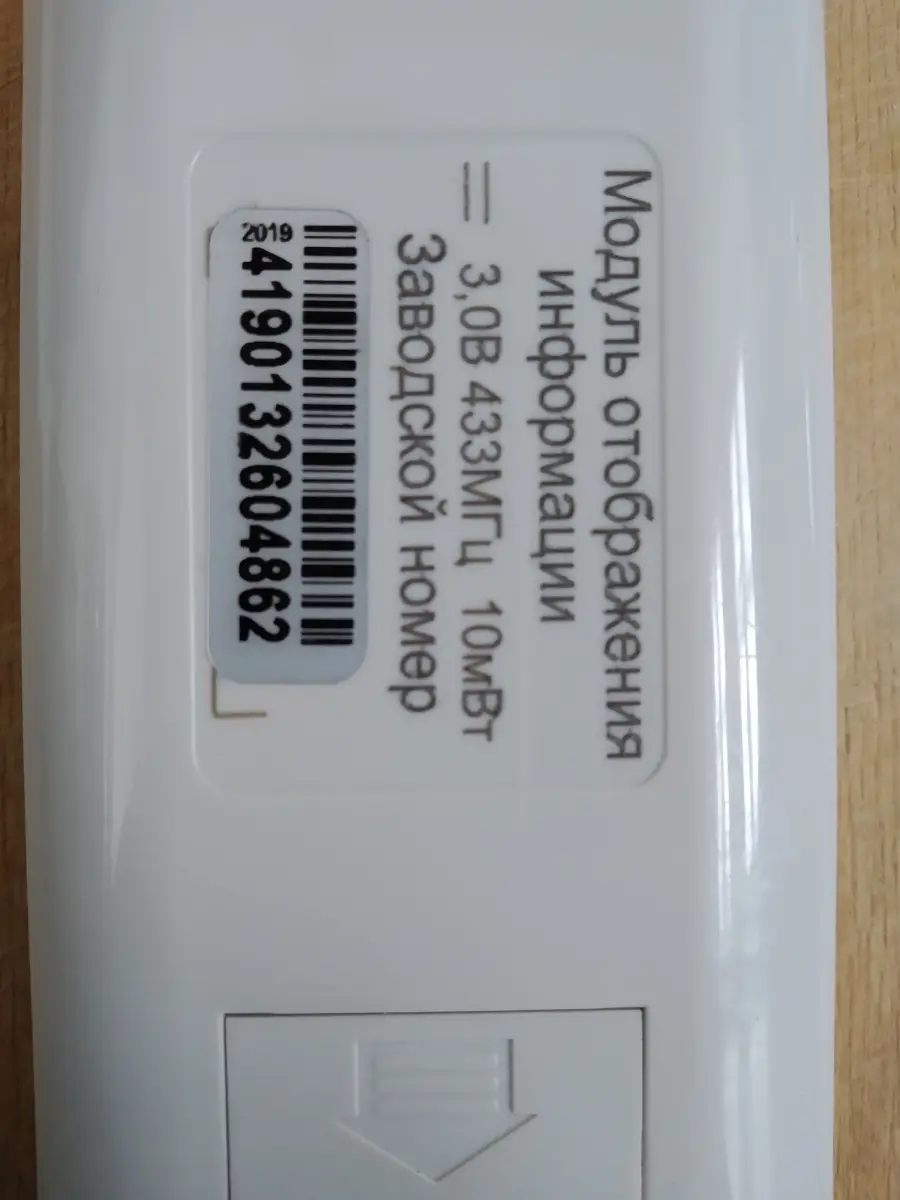 Модуль отображения
информации
3,0В 433МГц 10мВт
Заводской номер
2019
4190132604862